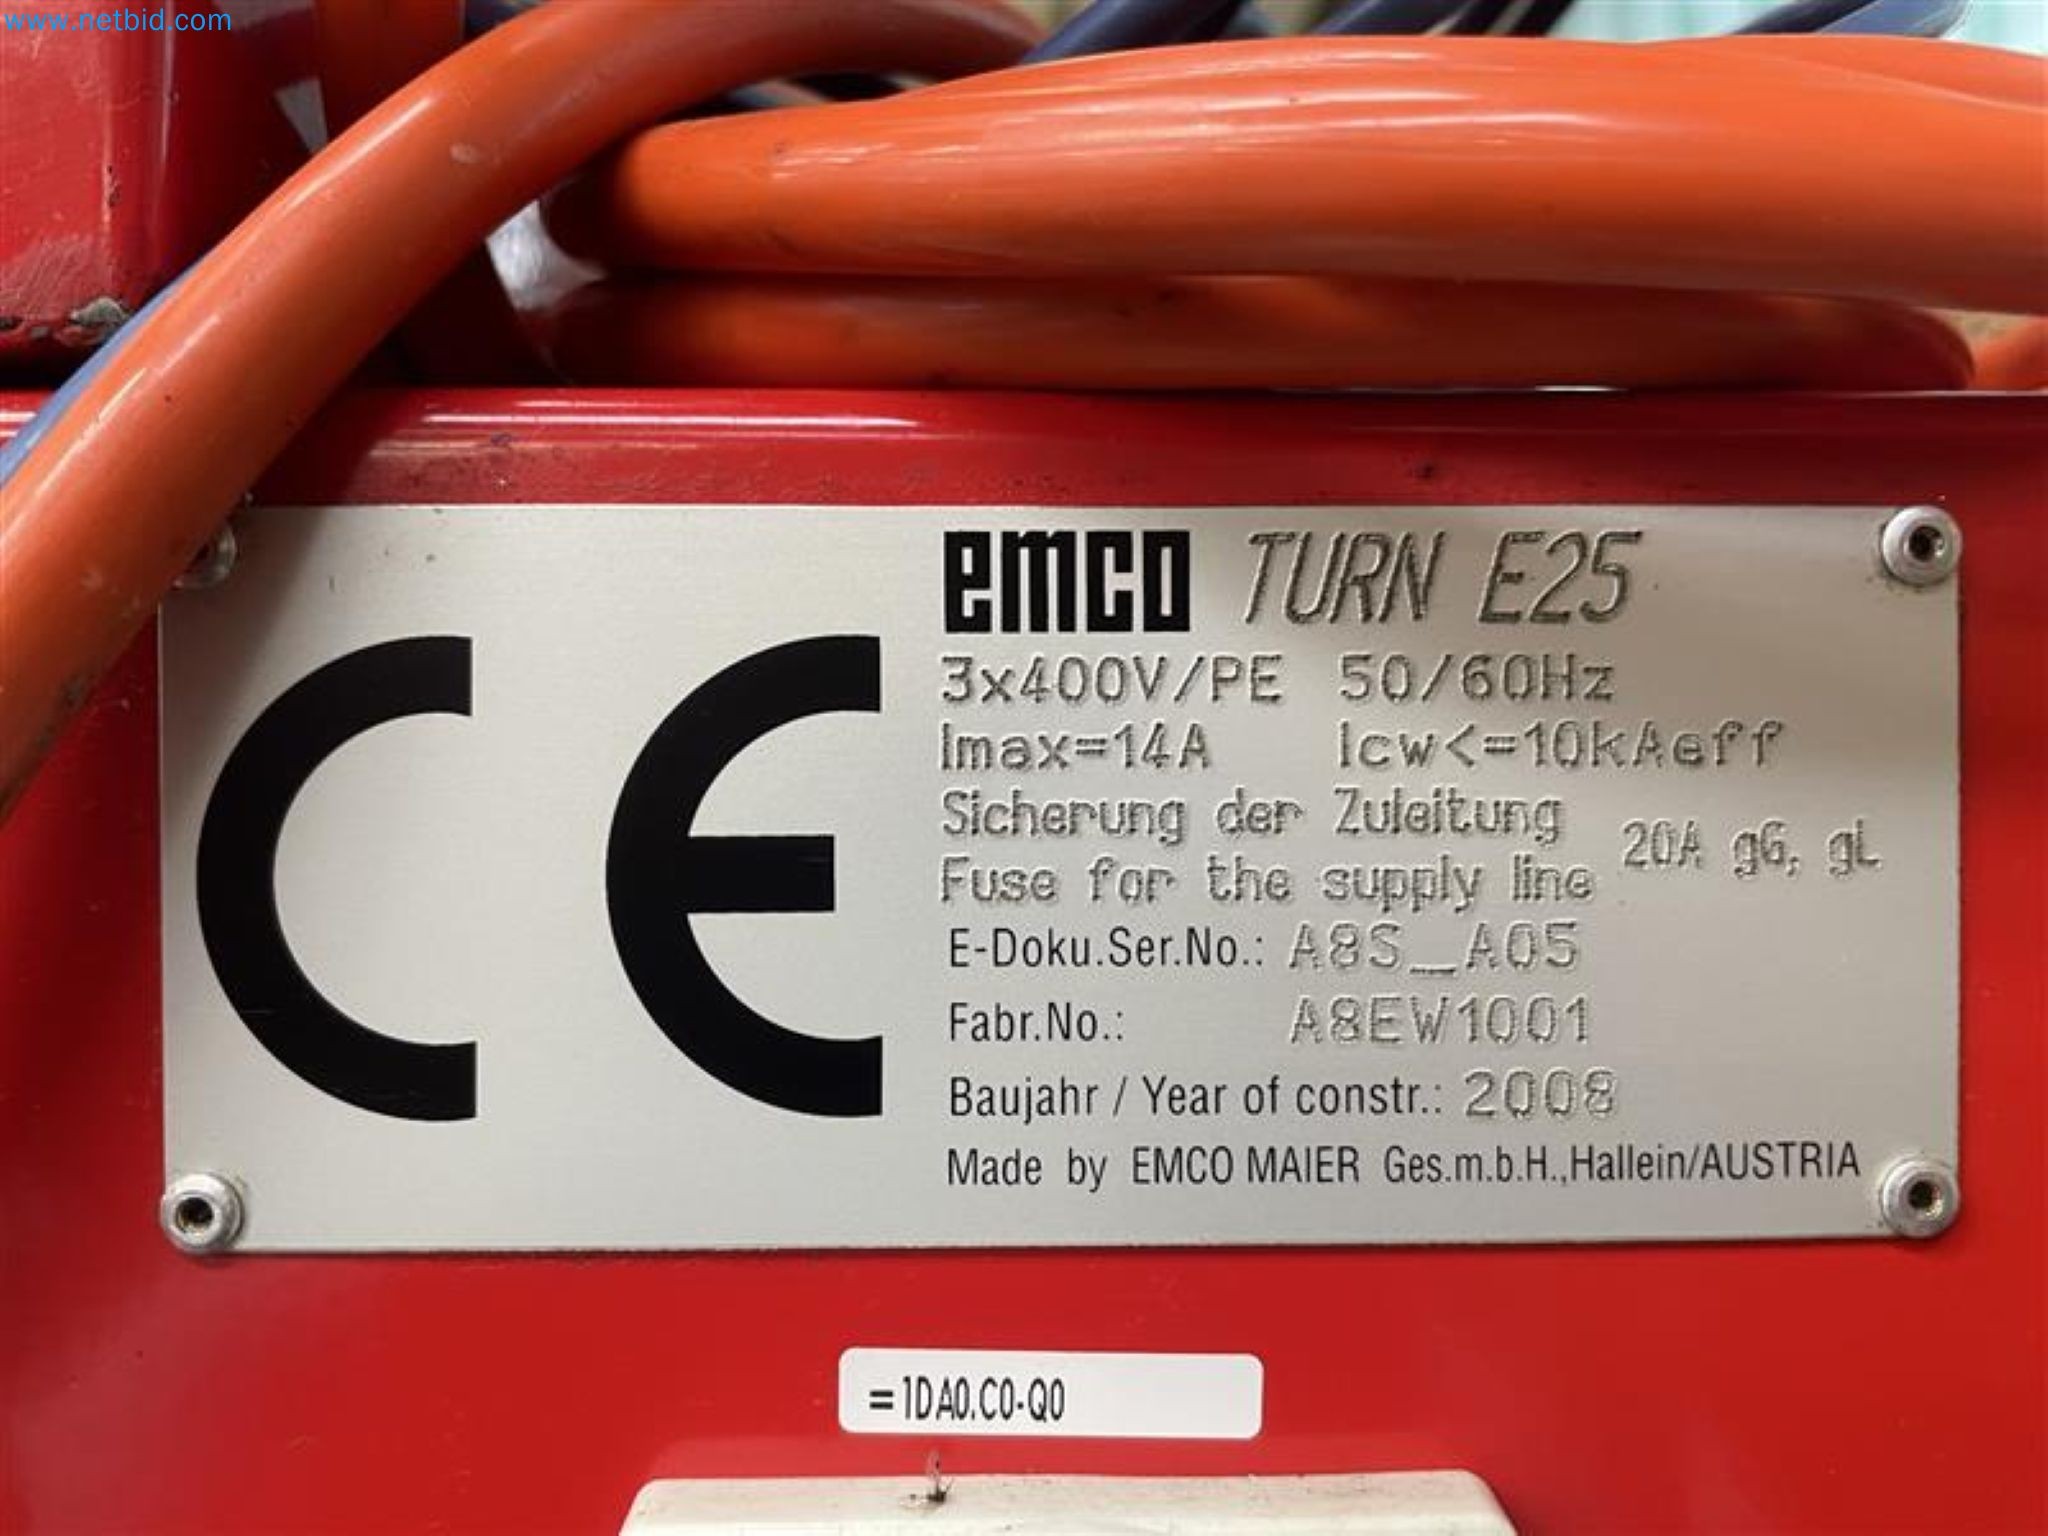 www.netbid.com
emco TURN E25
3x400V/PE 50/60Hz
Imax=14A Icw<=10kAeff
Sicherung der Zuleitung
Fuse for the supply line 20A gG, gL
E-Doku.Ser.No.: A8S_A05
Fabr.No.: A8EW1001
Baujahr / Year of constr.: 2008
Made by EMCO MAIER Ges.m.b.H.,Hallein/AUSTRIA
CE
=1DA0.C0-Q0